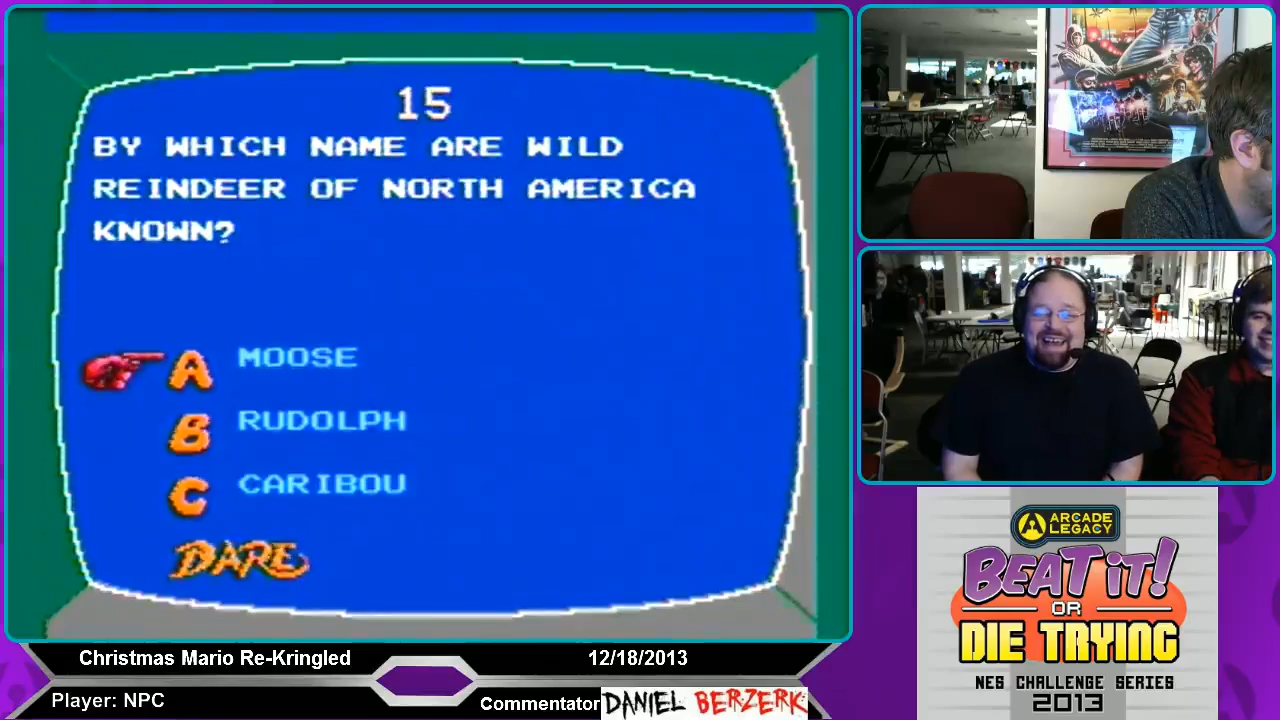 15
BY WHICH NAME ARE WILD
REINDEER OF NORTH AMERICA
KNOWN?
A MOOSE
B RUDOLPH
C CARIBOU
DARE
ARCADE
LEGACY
BEAT iT!
OR
DIE TRYING
NES CHALLENGE SERIES
2013
Christmas Mario Re-Kringled
12/18/2013
Player: NPC
Commentator
DANIEL BERZERK